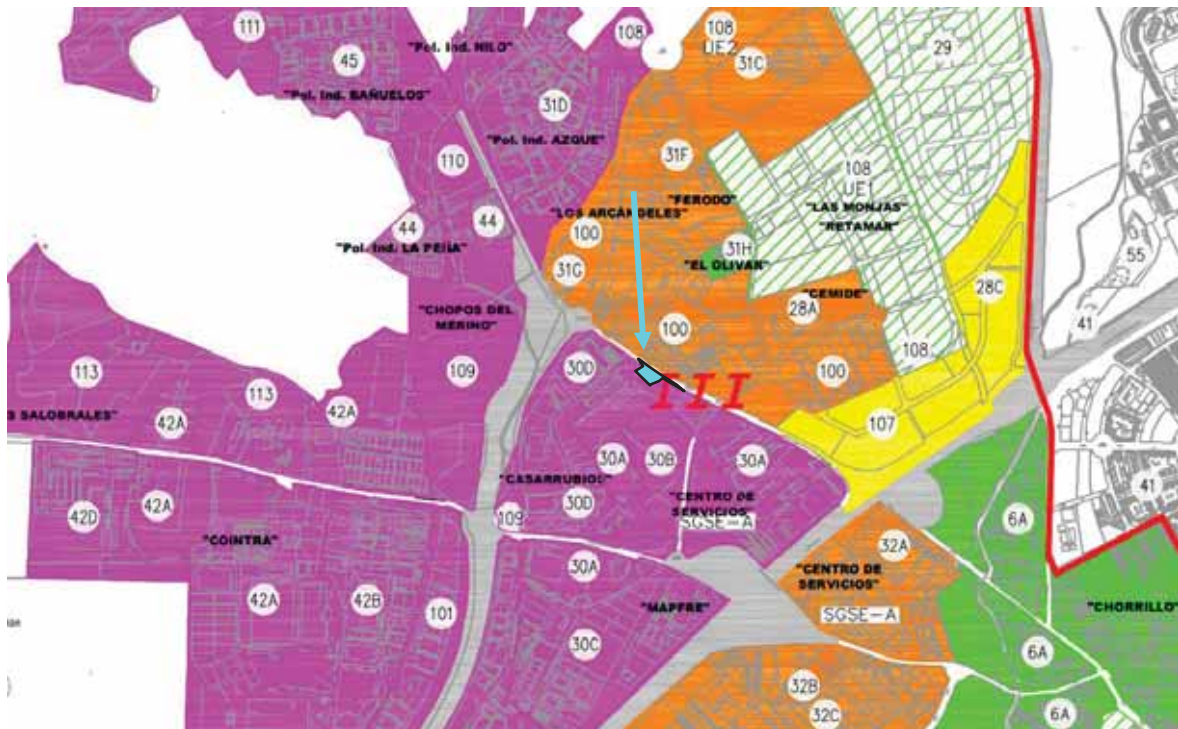 111
45
"Pol. Ind. NILO"
108
108
UE2
31C
29
"Pol. Ind. BAÑUELOS"
31D
"Pol. Ind. AZQUE"
110
31F
108
UE1
"FERODO"
"LAS MONJAS"
"LOS ARCÁNGELES"
44
44
100
"RETAMAR"
"Pol. Ind. LA PEÑA"
31H
55
31G
"EL OLIVAR"
28C
"CEMIDE"
28A
"CHOPOS DEL
MERINO"
41
100
108
113
109
30D
100
113
III
S SALOBRALES"
42A
42A
107
30A
30B
30A
"CASARRUBIOS"
42D
42A
30D
"CENTRO DE
SERVICIOS"
SGSE-A
41
109
6A
"COINTRA"
32A
30A
"CENTRO DE
SERVICIOS"
42A
42B
101
"MAPFRE"
SGSE-A
"CHORRILLO"
30C
6A
32B
32C
6A